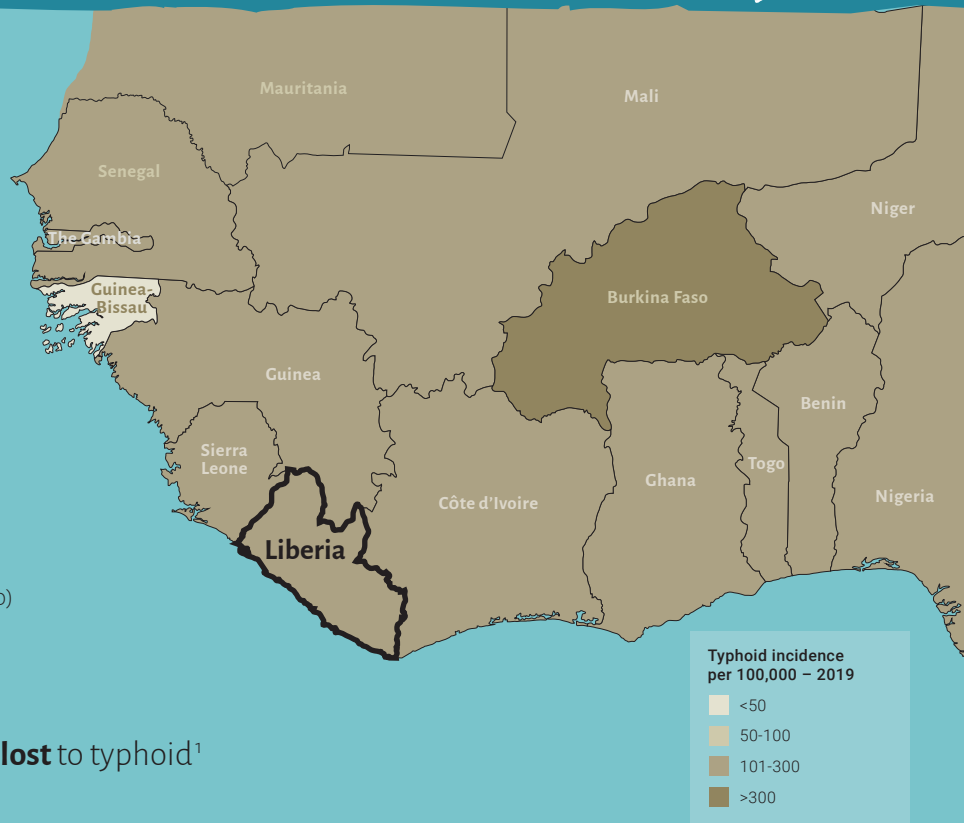 Mauritania
Mali
Senegal
Niger
The Gambia
Guinea-
Bissau
Burkina Faso
Guinea
Benin
Sierra
Leone
Togo
Ghana
Côte d'Ivoire
Nigeria
Liberia
Typhoid incidence
per 100,000 – 2019
<50
50-100
101-300
>300
lost to typhoid¹